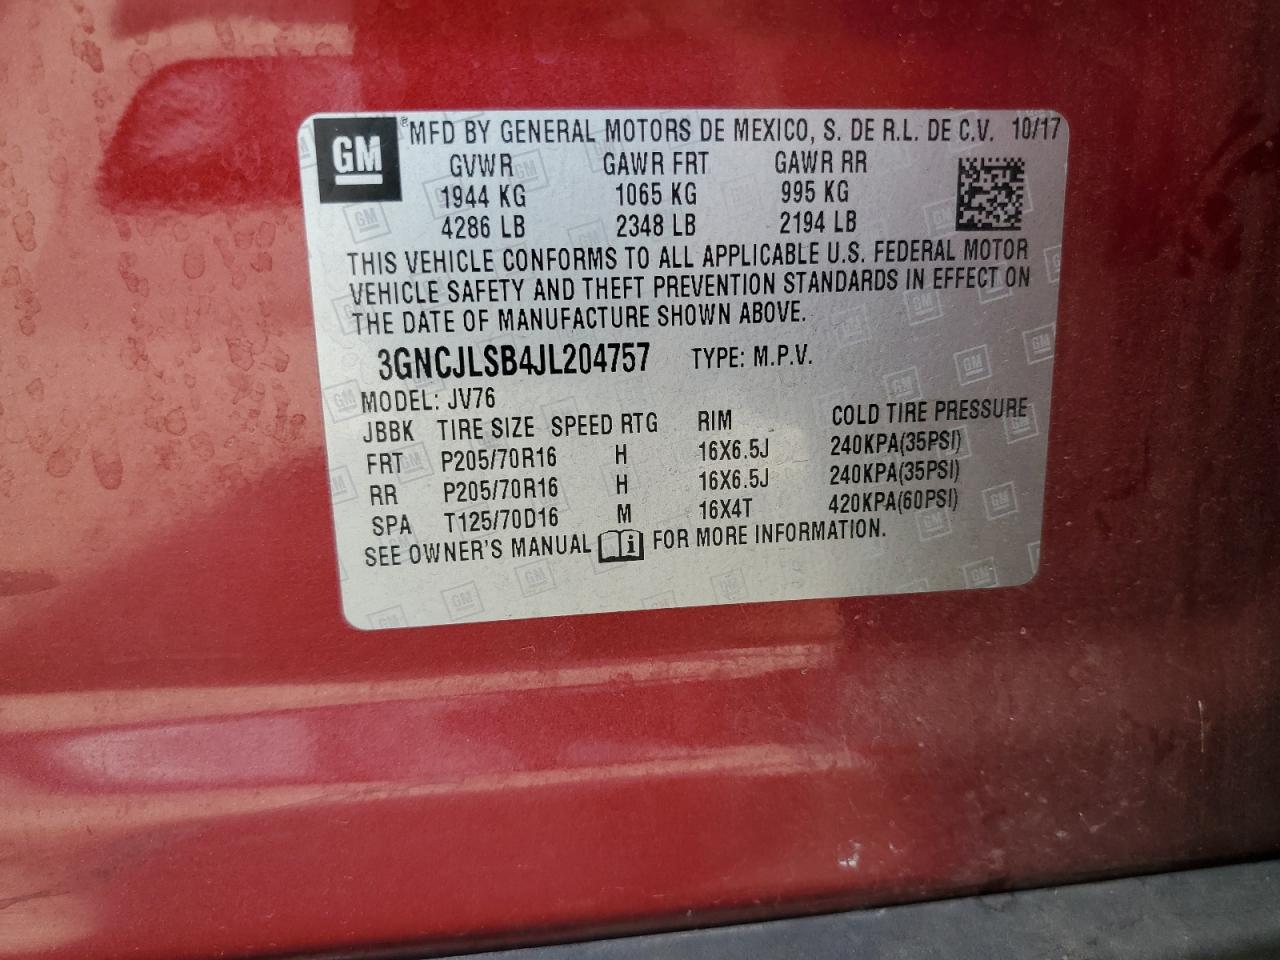 GM
® MFD BY GENERAL MOTORS DE MEXICO, S. DE R.L. DE C.V. 10/17
GVWR GAWR FRT GAWR RR
1944 KG 1065 KG 995 KG
4286 LB 2348 LB 2194 LB
THIS VEHICLE CONFORMS TO ALL APPLICABLE U.S. FEDERAL MOTOR
VEHICLE SAFETY AND THEFT PREVENTION STANDARDS IN EFFECT ON
THE DATE OF MANUFACTURE SHOWN ABOVE.
3GNCJLSB4JL204757 TYPE: M.P.V.
MODEL: JV76
JBBK TIRE SIZE SPEED RTG RIM COLD TIRE PRESSURE
FRT P205/70R16 H 16X6.5J 240KPA(35PSI)
RR P205/70R16 H 16X6.5J 240KPA(35PSI)
SPA T125/70D16 M 16X4T 420KPA(60PSI)
SEE OWNER'S MANUAL FOR MORE INFORMATION.